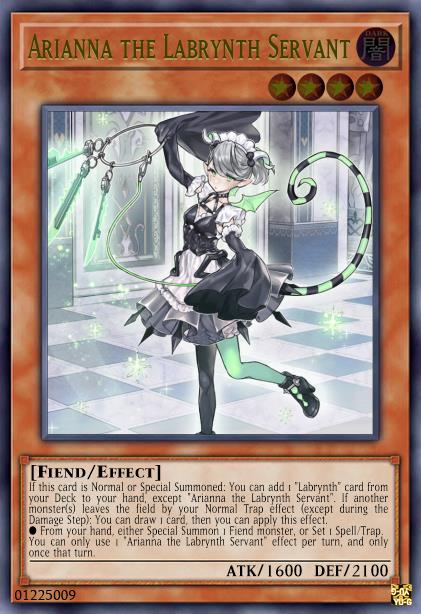 ARIANNA THE LABRYNTH SERVANT
DARK
闇
[FIEND/EFFECT]
If this card is Normal or Special Summoned: You can add 1 "Labrynth" card from
your Deck to your hand, except "Arianna the Labrynth Servant". If another
monster(s) leaves the field by your Normal Trap effect (except during the
Damage Step): You can draw 1 card, then you can apply this effect.
● From your hand, either Special Summon 1 Fiend monster, or Set 1 Spell/Trap.
You can only use 1 "Arianna the Labrynth Servant" effect per turn, and only
once that turn.
ATK/1600 DEF/2100
01225009